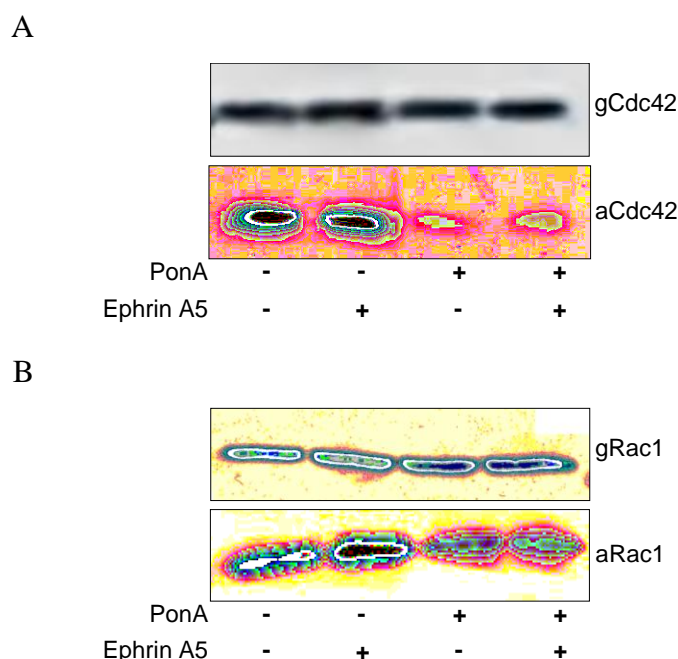 A
gCdc42
aCdc42
PonA - - + +
Ephrin A5 - + - +
B
gRac1
aRac1
PonA - - + +
Ephrin A5 - + - +